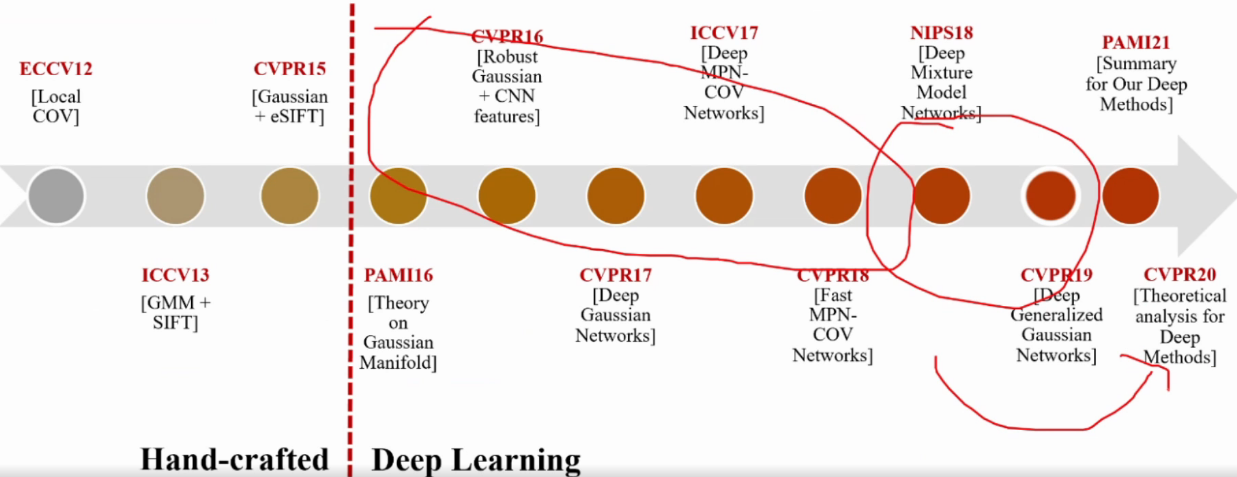 ECCV12
[Local
COV]
CVPR15
[Gaussian
+ eSIFT]
CVPR16
[Robust
Gaussian
+ CNN
features]
ICCV17
[Deep
MPN-
COV
Networks]
NIPS18
[Deep
Mixture
Model
Networks]
PAMI21
[Summary
for Our Deep
Methods]
ICCV13
[GMM +
SIFT]
PAMI16
[Theory
on
Gaussian
Manifold]
CVPR17
[Deep
Gaussian
Networks]
CVPR18
[Fast
MPN-
COV
Networks]
CVPR19
[Deep
Generalized
Gaussian
Networks]
CVPR20
[Theoretical
analysis for
Deep
Methods]
Hand-crafted
Deep Learning